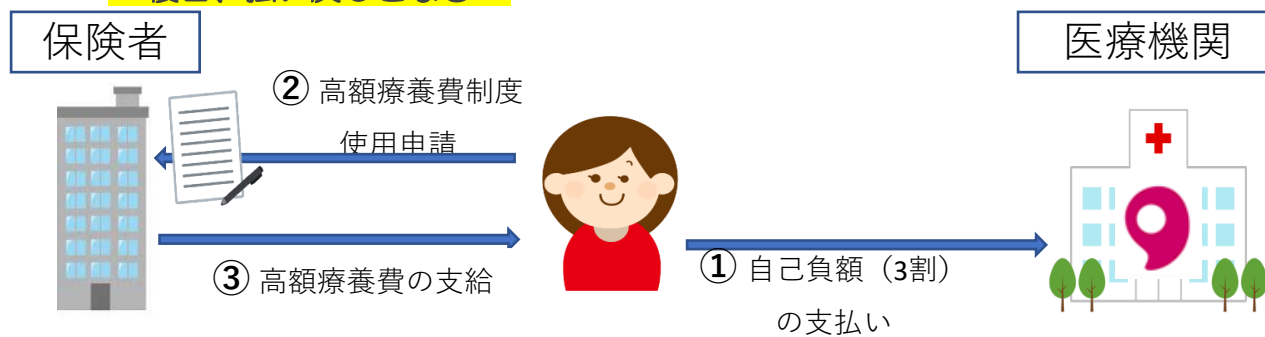 保険者
医療機関
② 高額療養費制度
使用申請
③ 高額療養費の支給
① 自己負額（3割）
の支払い